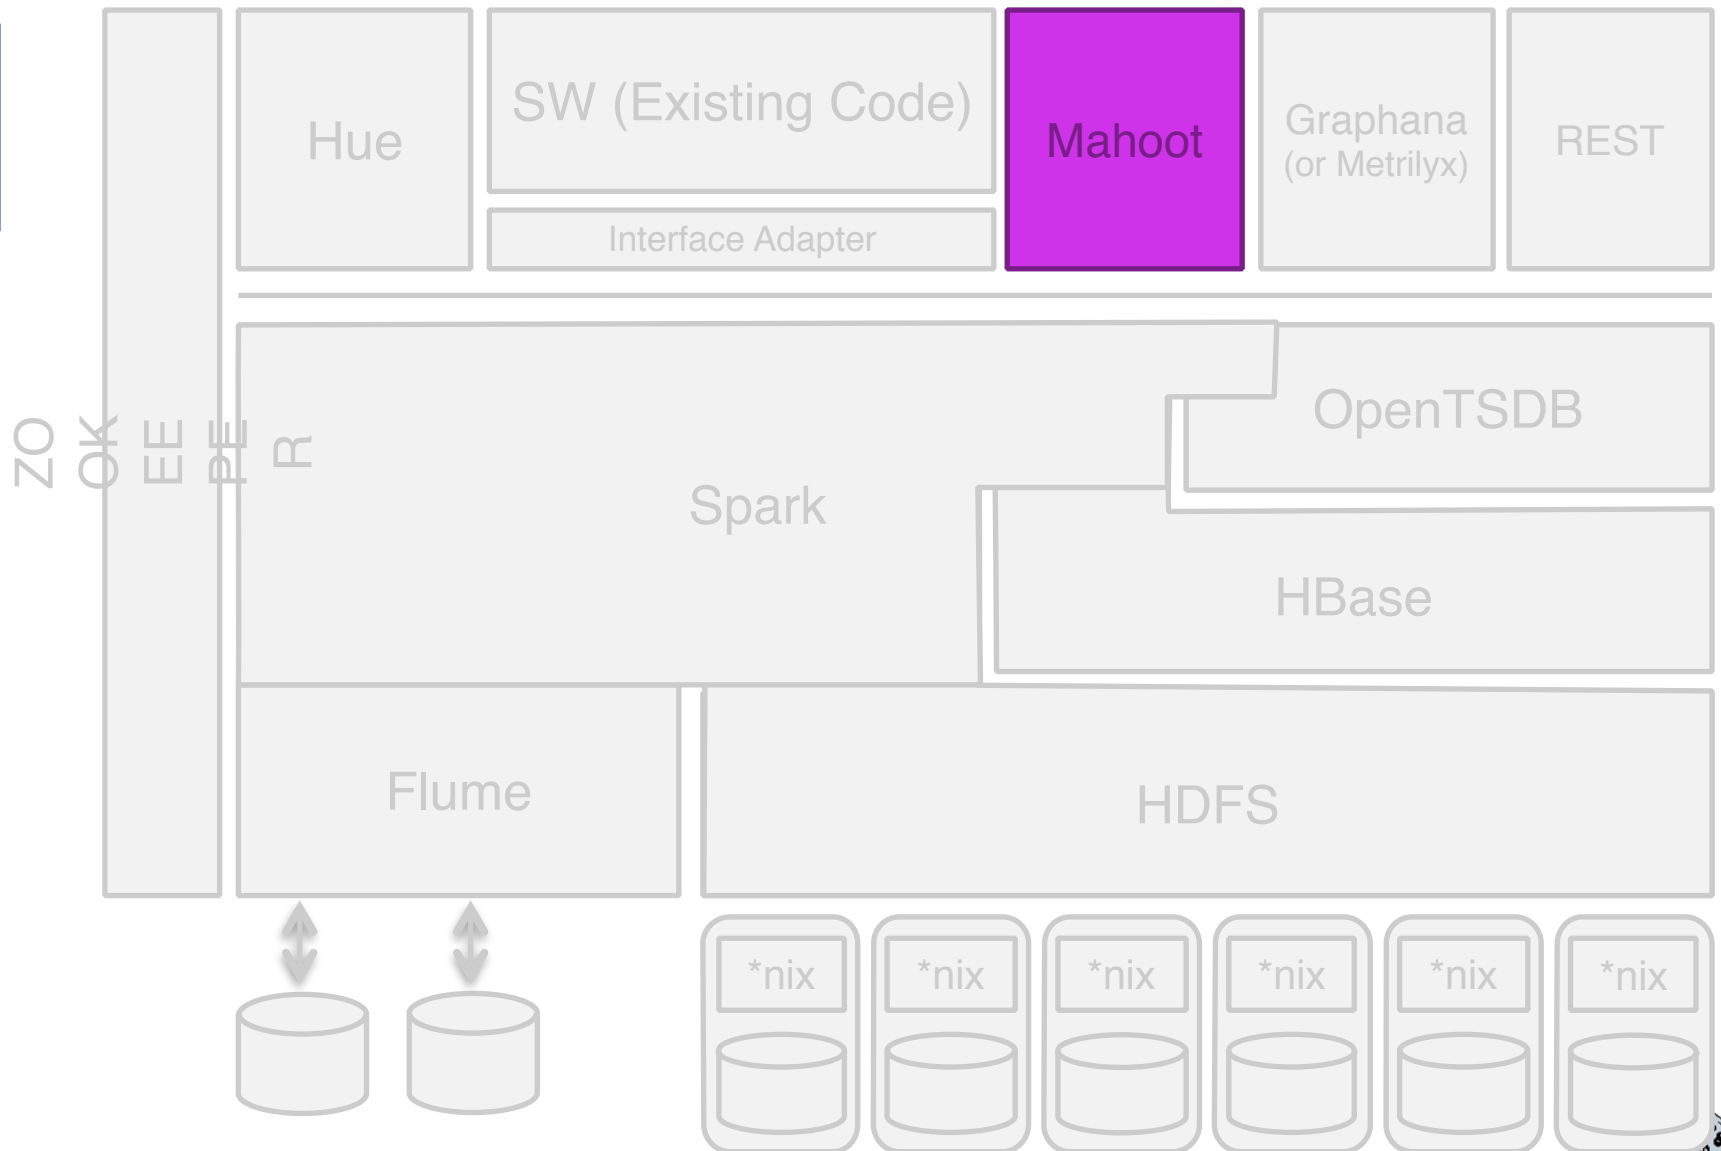 Hue
SW (Existing Code)
Interface Adapter
Mahoot
Graphana
(or Metrilyx)
REST
ZO
OK
EE
PE
R
Spark
OpenTSDB
HBase
Flume
HDFS
*nix
*nix
*nix
*nix
*nix
*nix